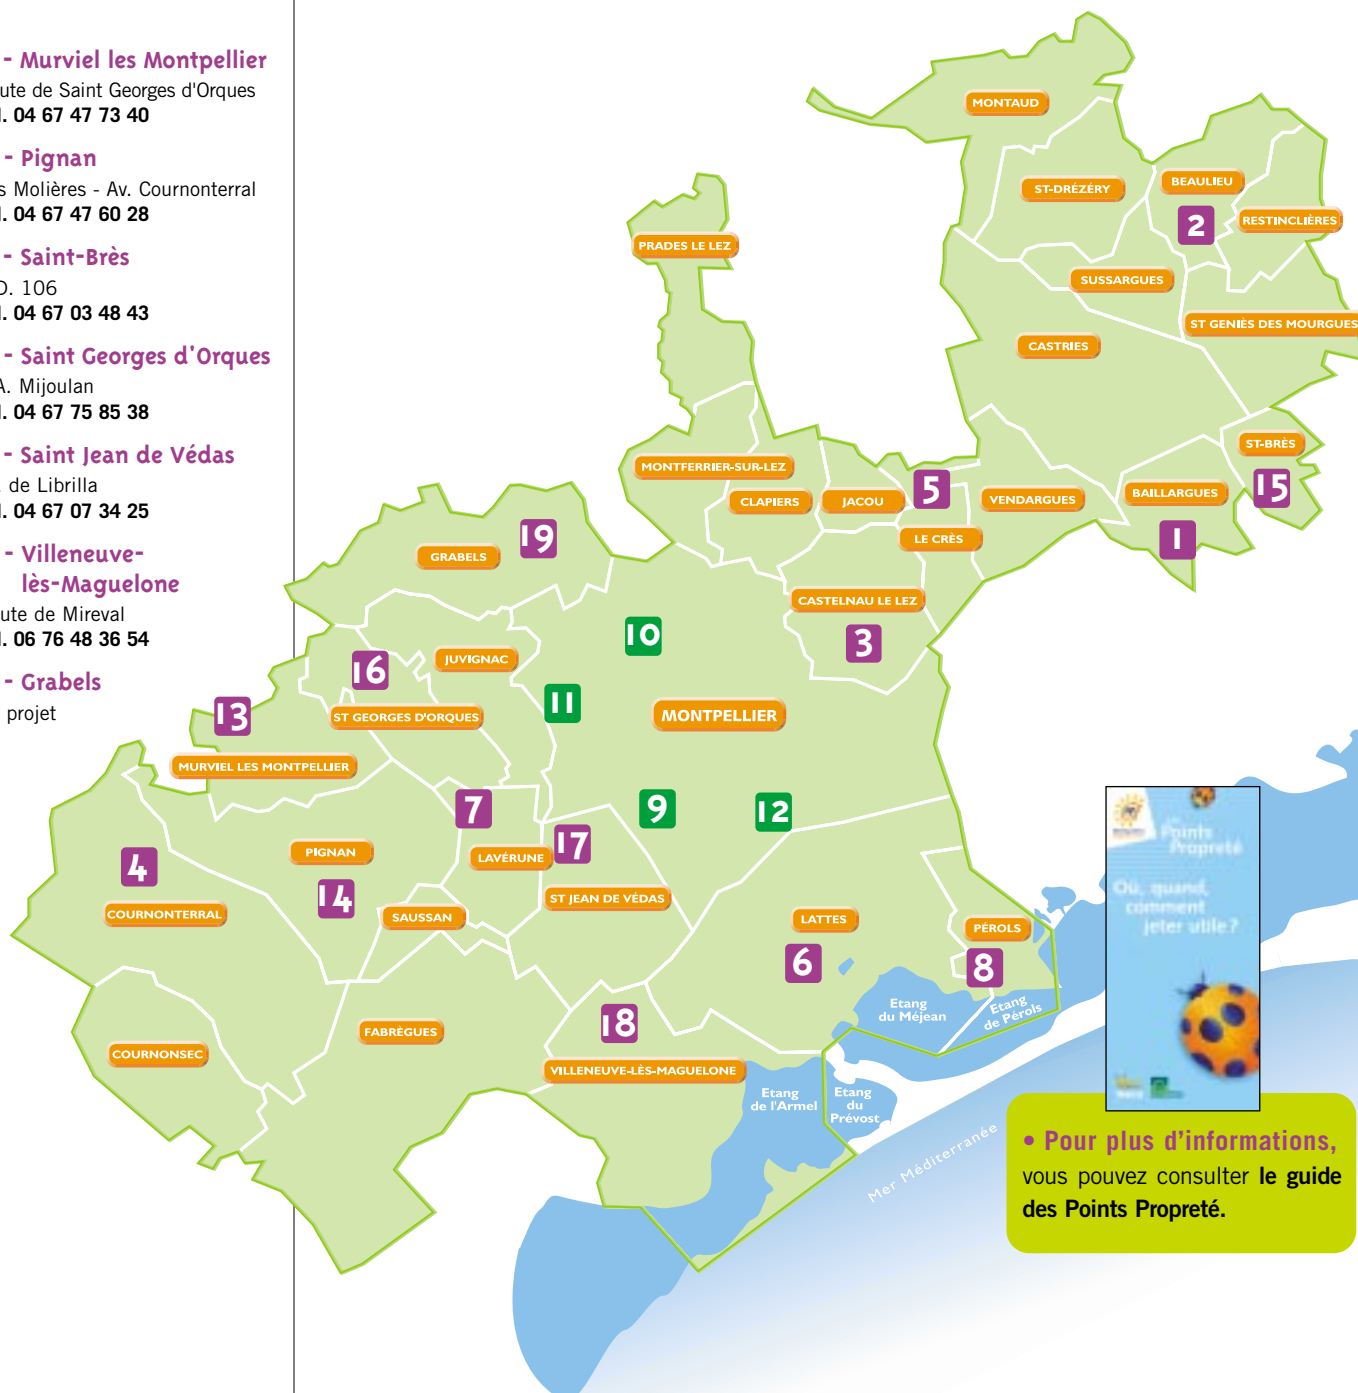 - Murviel les Montpellier
ute de Saint Georges d'Orques
l. 04 67 47 73 40
- Pignan
s Molières - Av. Cournonterral
l. 04 67 47 60 28
- Saint-Brès
D. 106
l. 04 67 03 48 43
- Saint Georges d'Orques
A. Mijoulan
l. 04 67 75 85 38
- Saint Jean de Védas
. de Librilla
l. 04 67 07 34 25
- Villeneuve-
lès-Maguelone
ute de Mireval
l. 06 76 48 36 54
- Grabels
projet
MONTAUD
ST-DRÉZÉRY
BEAULIEU
2
RESTINCLIÈRES
PRADES LE LEZ
SUSSARGUES
ST GENIÈS DES MOURGUES
CASTRIES
ST-BRÈS
15
MONTFERRIER-SUR-LEZ
CLAPIERS
JACOU
5
VENDARGUES
BAILLARGUES
1
LE CRÈS
19
GRABELS
CASTELNAU LE LEZ
3
10
JUVIGNAC
16
11
13
ST GEORGES D'ORQUES
MONTPELLIER
MURVIEL LES MONTPELLIER
7
9
12
17
4
PIGNAN
LAVÉRUNE
14
COURNONTERRAL
SAUSSAN
ST JEAN DE VÉDAS
LATTES
6
PÉROLS
8
18
FABRÈGUES
COURNONSEC
VILLENEUVE-LÈS-MAGUELONE
Etang
du Méjean
Etang
de Pérols
Etang
de l'Armel
Etang
du
Prévost
Mer Méditerranée
Points
Propreté
Où, quand,
comment
jeter utile ?
• Pour plus d'informations,
vous pouvez consulter le guide
des Points Propreté.